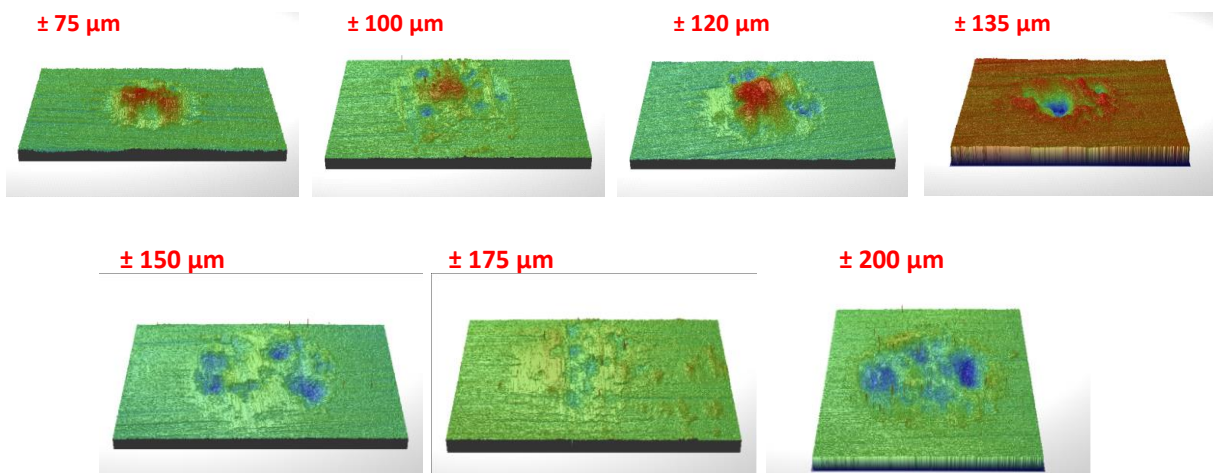 ± 75 µm
± 100 µm
± 120 µm
± 135 µm
± 150 µm
± 175 µm
± 200 µm